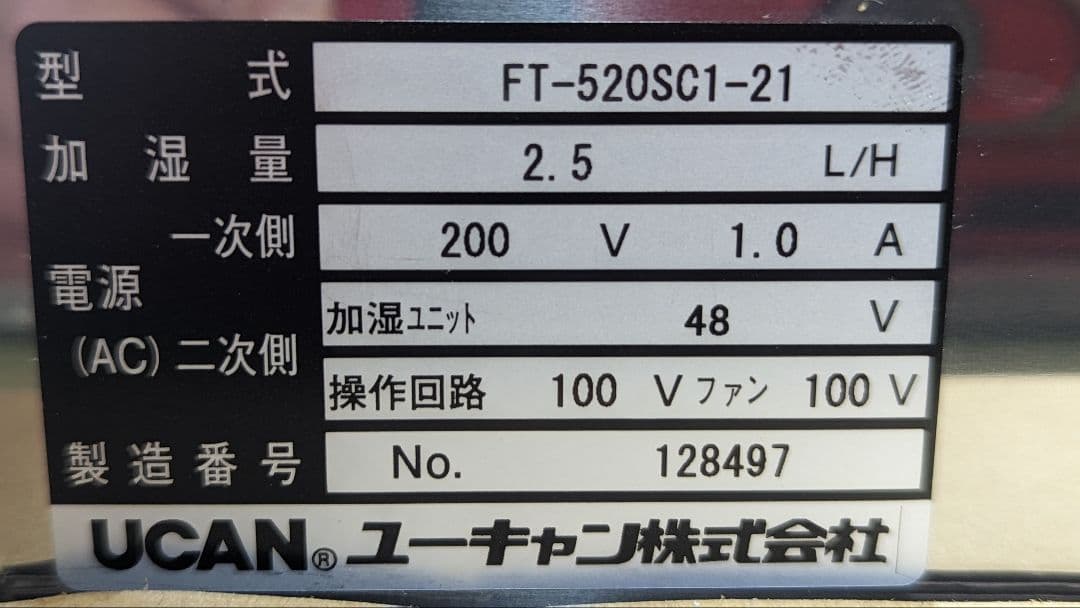 型式 FT-520SC1-21
加湿量 2.5 L/H
一次側 200 V 1.0 A
電源
(AC) 二次側 加湿ユニット 48 V
操作回路 100 V ファン 100 V
製造番号 No. 128497
UCAN® ユーキャン株式会社